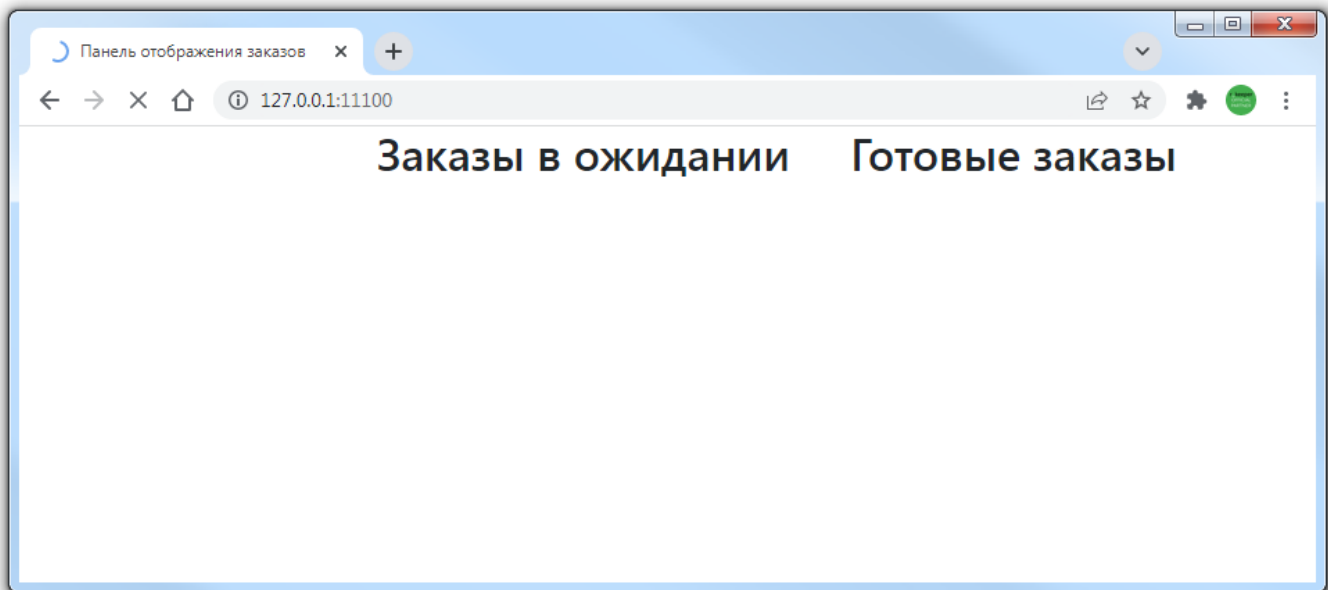 Панель отображения заказов
127.0.0.1:11100
Заказы в ожидании Готовые заказы